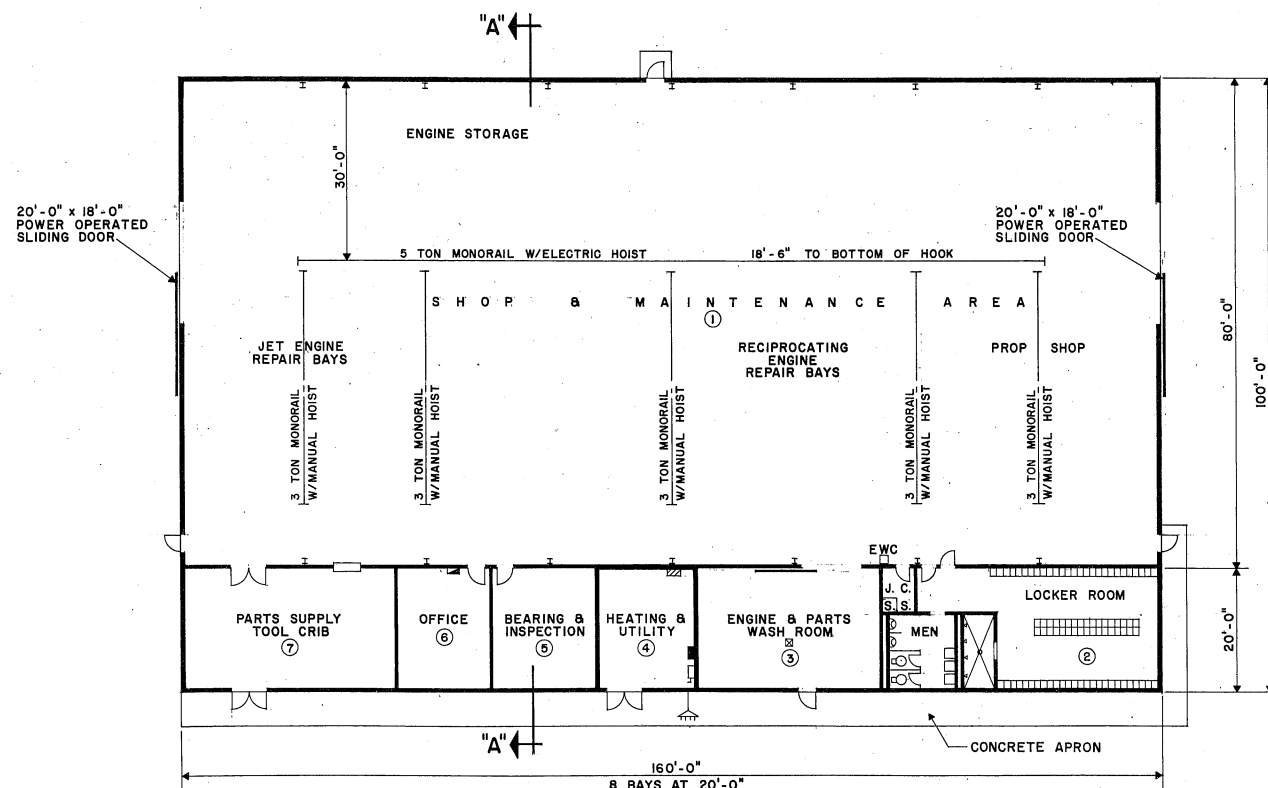 "A"
ENGINE STORAGE
30'-0"
20'-0" x 18'-0"
POWER OPERATED
SLIDING DOOR
20'-0" x 18'-0"
POWER OPERATED
SLIDING DOOR
5 TON MONORAIL W/ELECTRIC HOIST
18'-6" TO BOTTOM OF HOOK
SHOP & MAINTENANCE AREA
1
JET ENGINE
REPAIR BAYS
RECIPROCATING
ENGINE
REPAIR BAYS
PROP SHOP
80'-0"
100'-0"
3 TON MONORAIL
W/MANUAL HOIST
3 TON MONORAIL
W/MANUAL HOIST
3 TON MONORAIL
W/MANUAL HOIST
3 TON MONORAIL
W/MANUAL HOIST
3 TON MONORAIL
W/MANUAL HOIST
EWC
PARTS SUPPLY
TOOL CRIB
7
OFFICE
6
BEARING &
INSPECTION
5
HEATING &
UTILITY
4
ENGINE & PARTS
WASH ROOM
3
J. C.
S. S.
MEN
LOCKER ROOM
2
20'-0"
"A"
CONCRETE APRON
160'-0"
8 BAYS AT 20'-0"